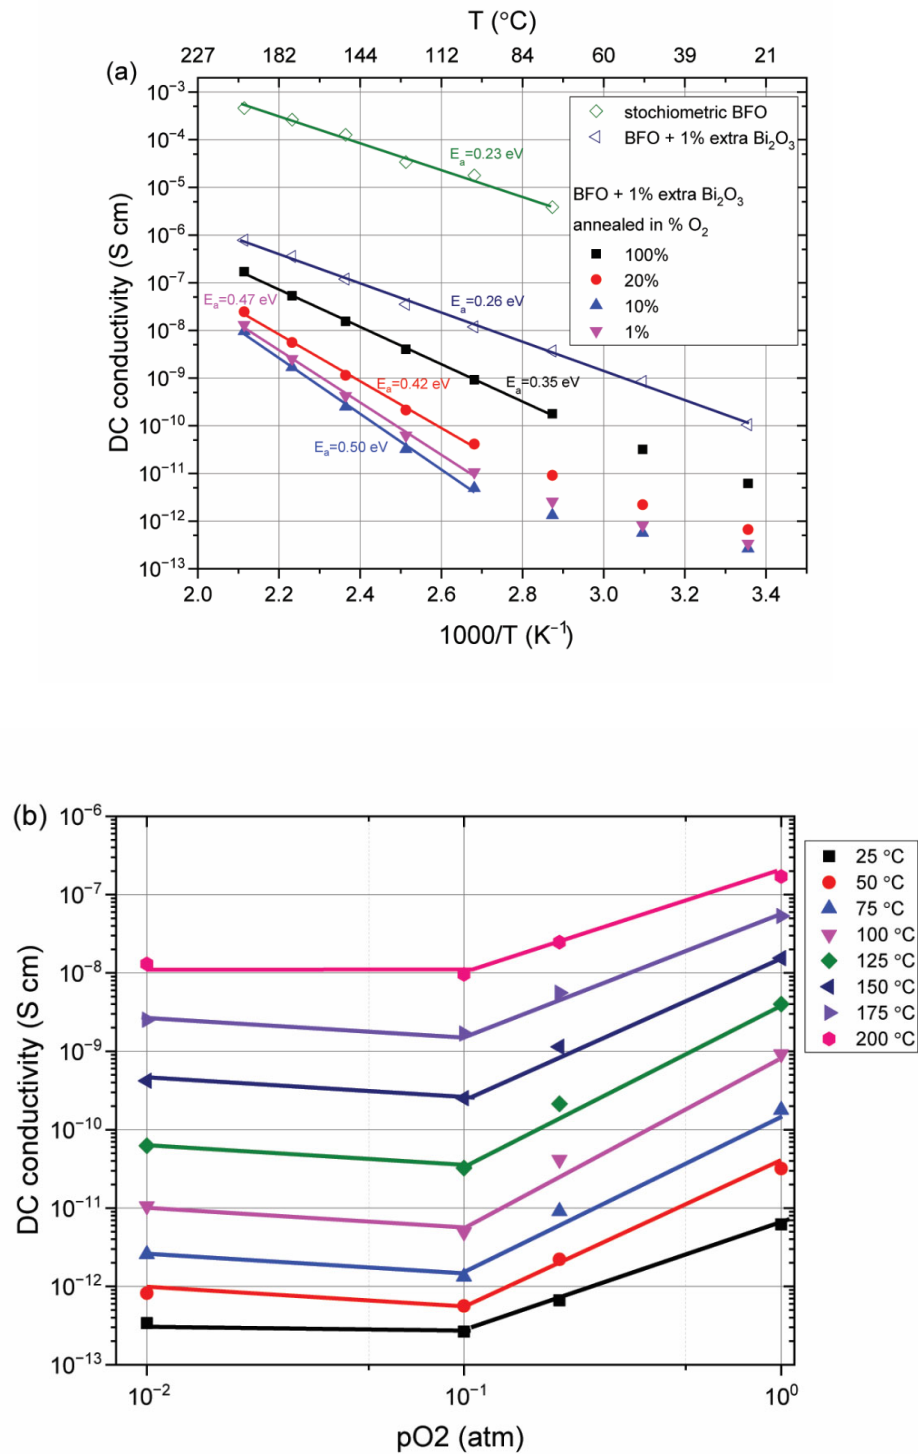 T (°C)
227 182 144 112 84 60 39 21
(a)
10⁻³
10⁻⁴
10⁻⁵
10⁻⁶
10⁻⁷
10⁻⁸
10⁻⁹
10⁻¹⁰
10⁻¹¹
10⁻¹²
10⁻¹³
DC conductivity (S cm)
stochiometric BFO
BFO + 1% extra Bi₂O₃
BFO + 1% extra Bi₂O₃
annealed in % O₂
100%
20%
10%
1%
Eₐ=0.23 eV
Eₐ=0.47 eV
Eₐ=0.26 eV
Eₐ=0.42 eV
Eₐ=0.35 eV
Eₐ=0.50 eV
2.0 2.2 2.4 2.6 2.8 3.0 3.2 3.4
1000/T (K⁻¹)
(b)
10⁻⁶
10⁻⁷
10⁻⁸
10⁻⁹
10⁻¹⁰
10⁻¹¹
10⁻¹²
10⁻¹³
DC conductivity (S cm)
25 °C
50 °C
75 °C
100 °C
125 °C
150 °C
175 °C
200 °C
10⁻² 10⁻¹ 10⁰
pO2 (atm)